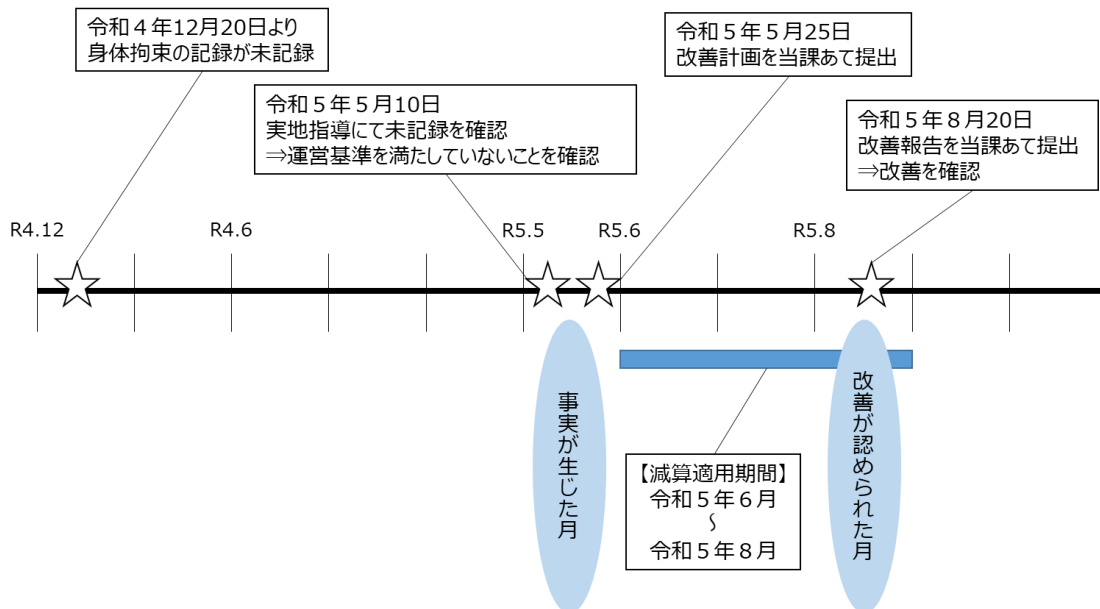 令和４年12月20日より
身体拘束の記録が未記録
令和５年５月10日
実地指導にて未記録を確認
⇒運営基準を満たしていないことを確認
令和５年５月25日
改善計画を当課あて提出
令和５年８月20日
改善報告を当課あて提出
⇒改善を確認
R4.12
R4.6
R5.5
R5.6
R5.8
事実が生じた月
【減算適用期間】
令和５年６月
～
令和５年８月
改善が認められた月